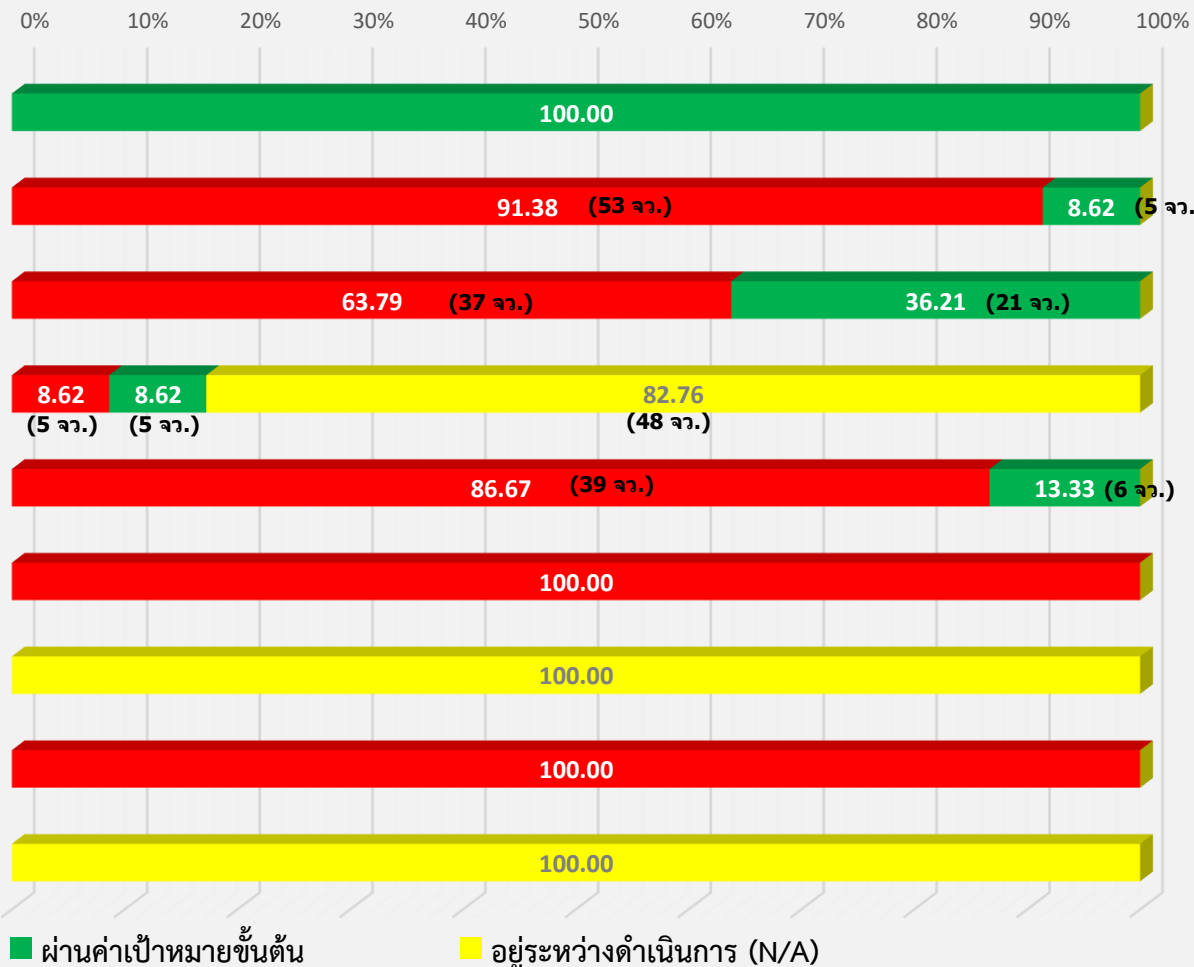 0% 10% 20% 30% 40% 50% 60% 70% 80% 90% 100%
100.00
91.38 (53 จว.) 8.62 (5 จว.
63.79 (37 จว.) 36.21 (21 จว.)
8.62 8.62 82.76
(5 จว.) (5 จว.) (48 จว.)
86.67 (39 จว.) 13.33 (6 จว.)
100.00
100.00
100.00
100.00
ผ่านค่าเป้าหมายขั้นต้น อยู่ระหว่างดำเนินการ (N/A)